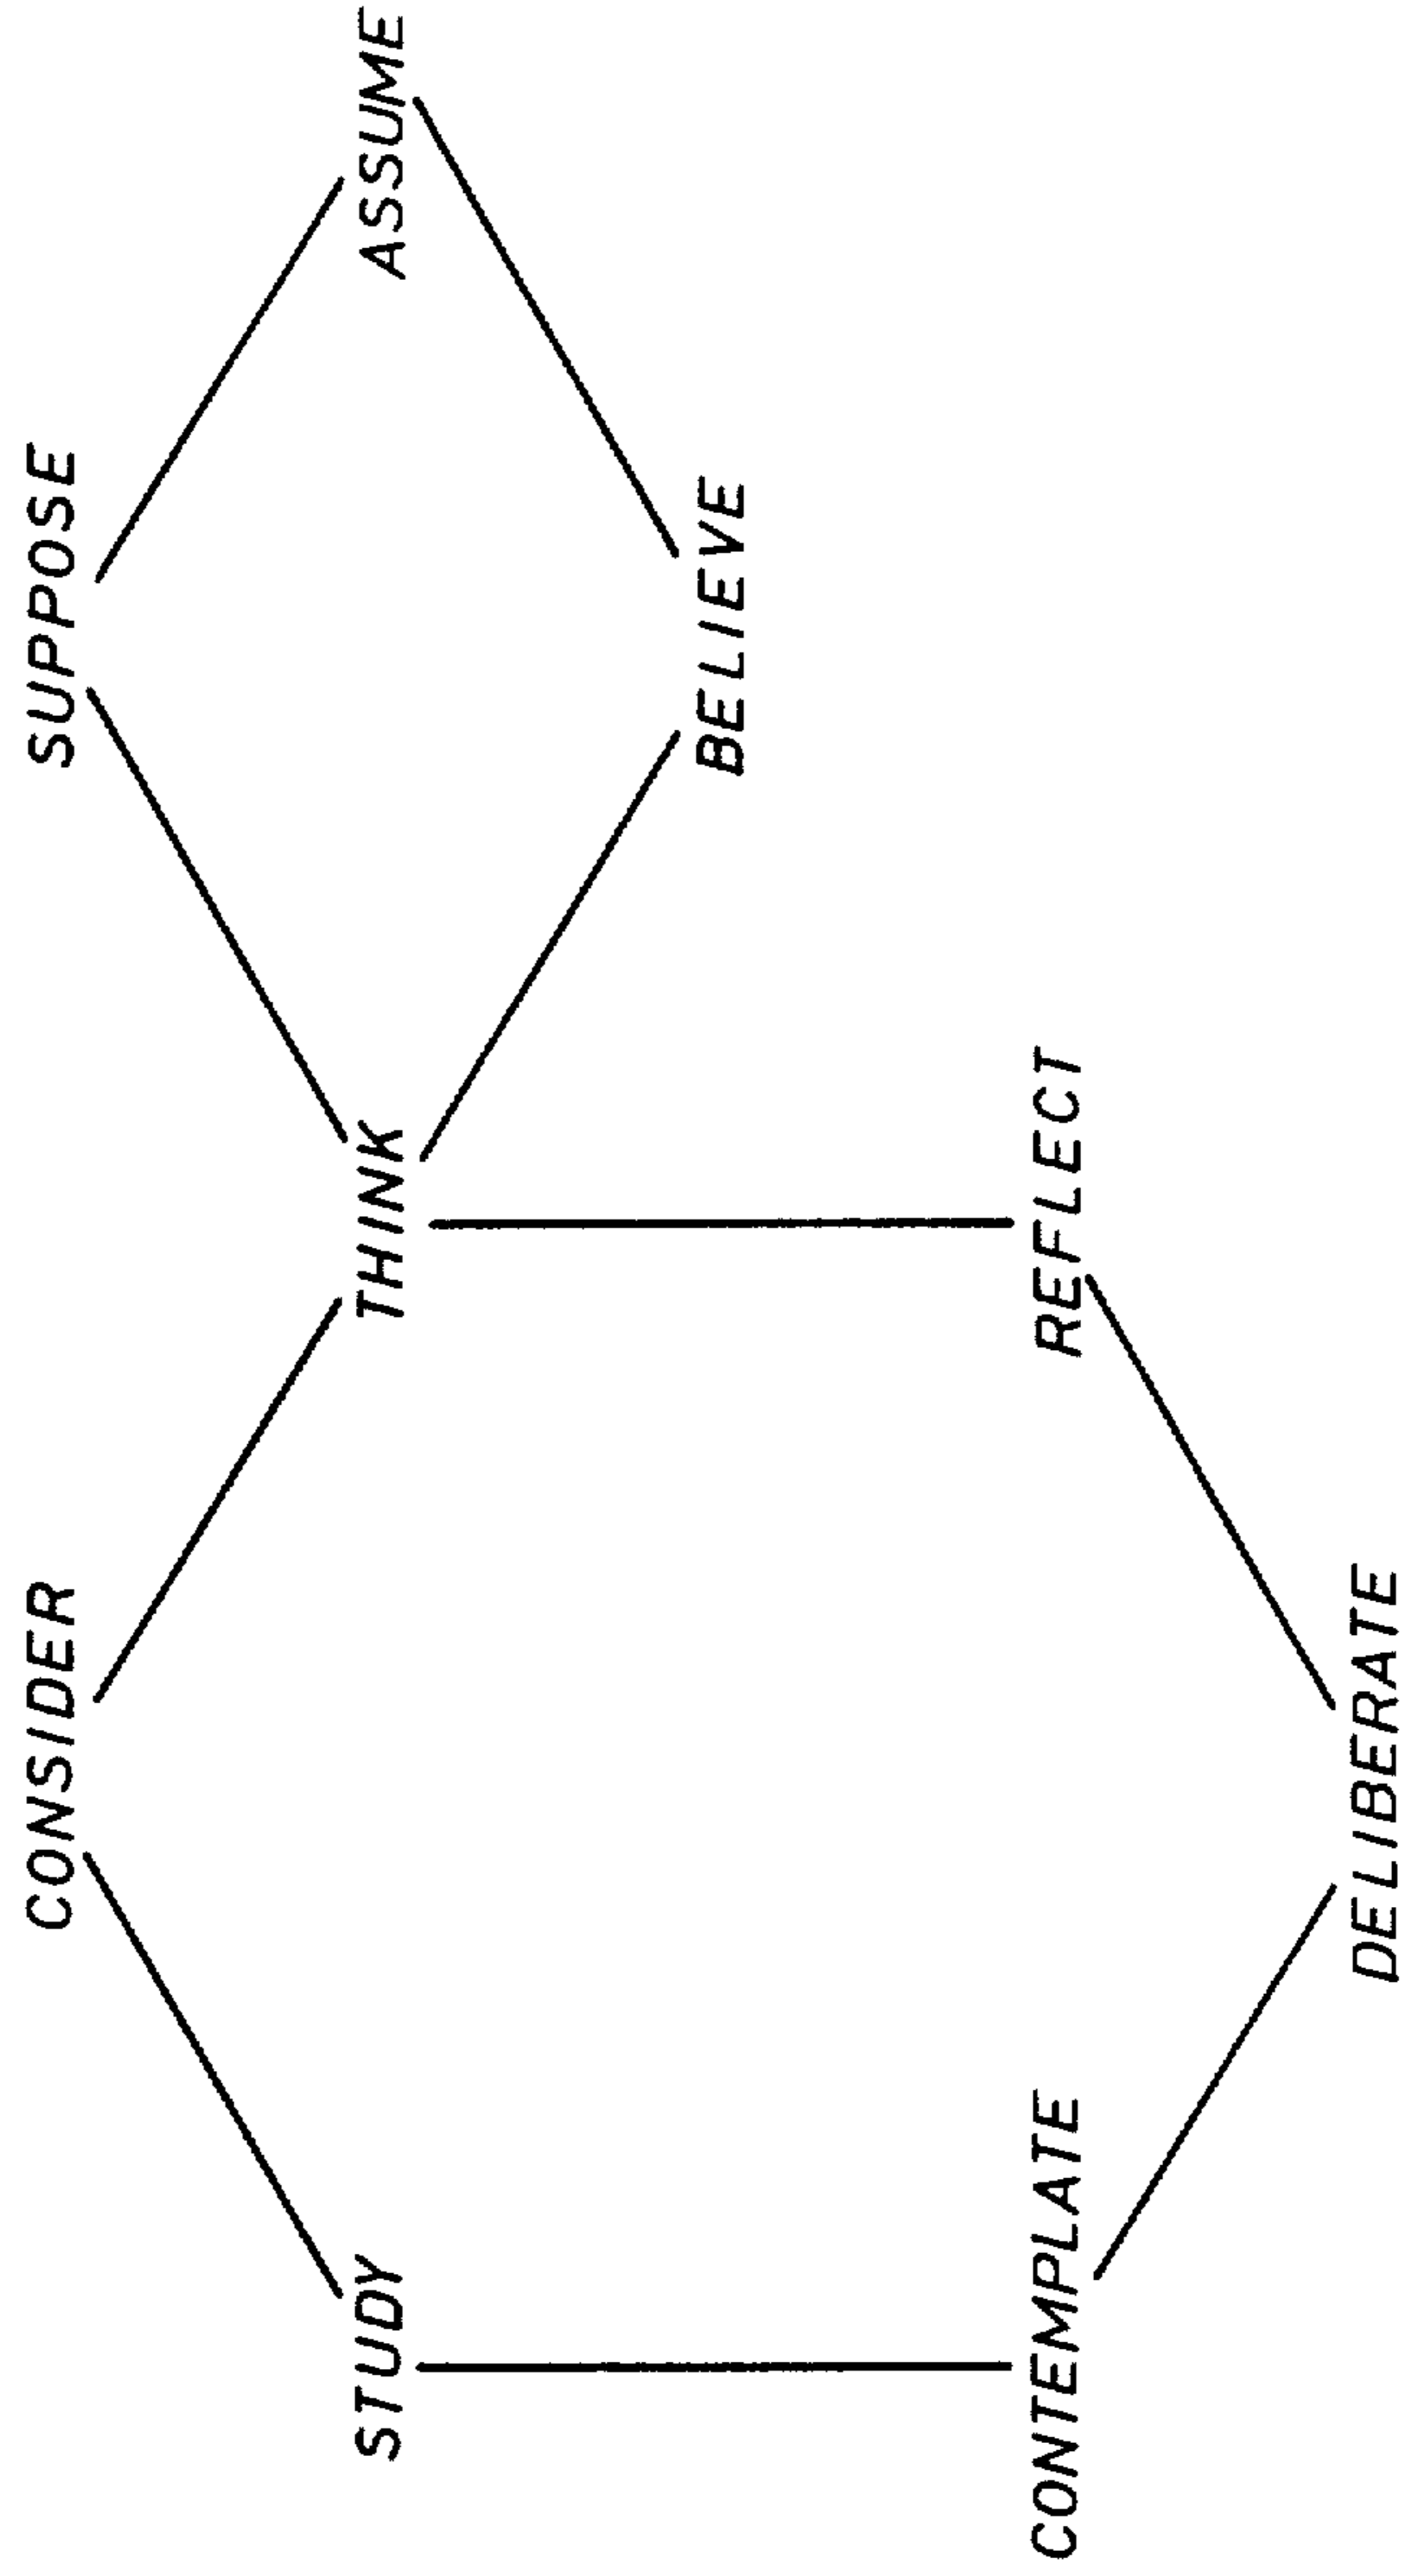 CONSIDER
SUPPOSE
STUDY
THINK
ASSUME
BELIEVE
CONTEMPLATE
REFLECT
DELIBERATE